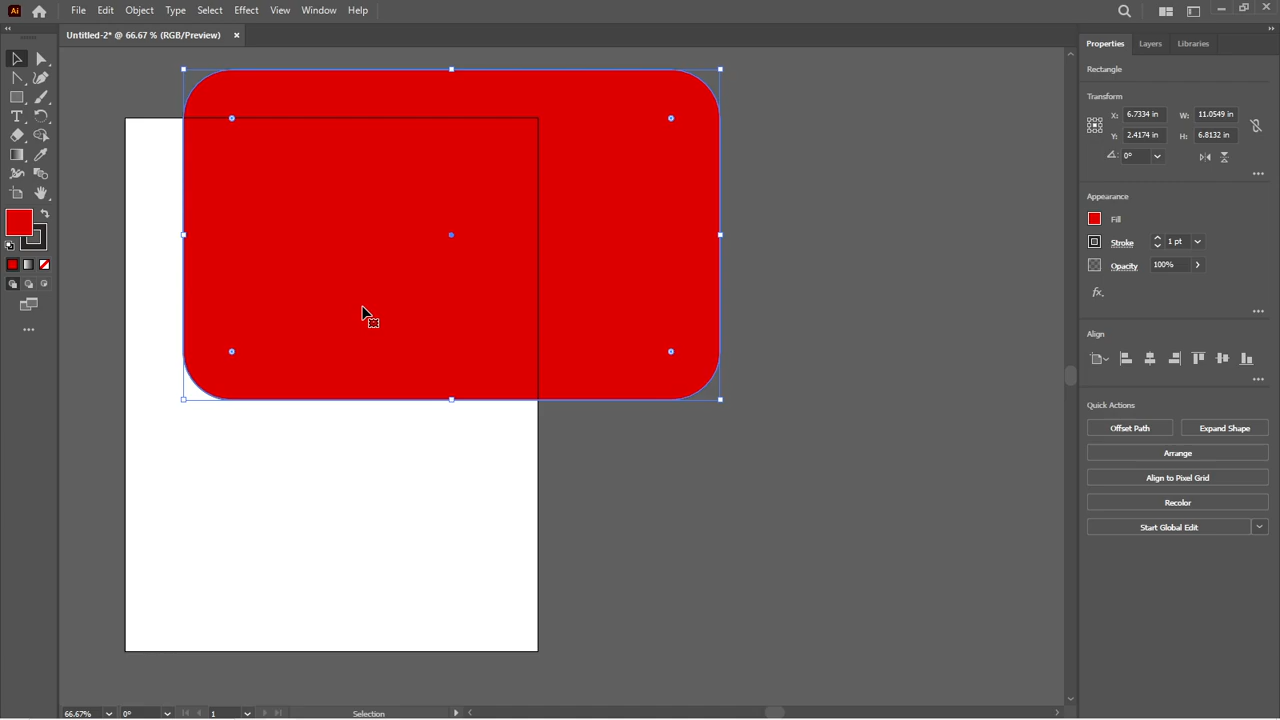 Ai File Edit Object Type Select Effect View Window Help
Untitled-2* @ 66.67 % (RGB/Preview) ×
Properties Layers Libraries
Rectangle
Transform
X: 6.7334 in W: 11.0549 in
Y: 2.4174 in H: 6.8132 in
0°
Appearance
Fill
Stroke 1 pt
Opacity 100%
fx.
Align
Quick Actions
Offset Path Expand Shape
Arrange
Align to Pixel Grid
Recolor
Start Global Edit
66.67% 0° 1 Selection